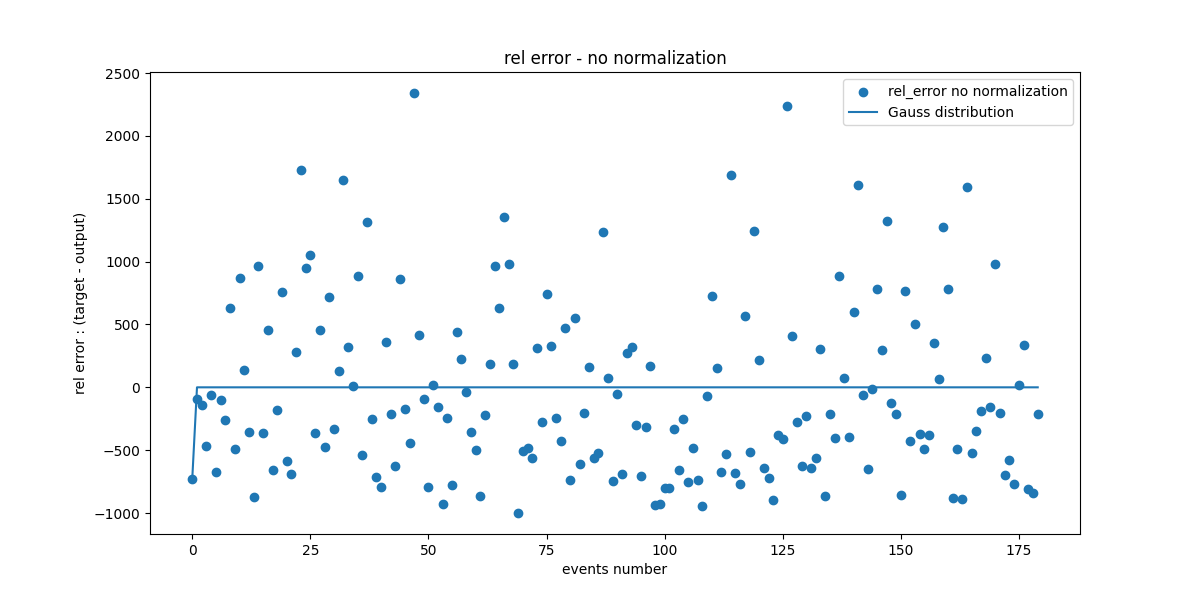 rel error - no normalization
rel_error no normalization
Gauss distribution
rel error : (target - output)
2500
2000
1500
1000
500
0
−500
−1000
0 25 50 75 100 125 150 175
events number